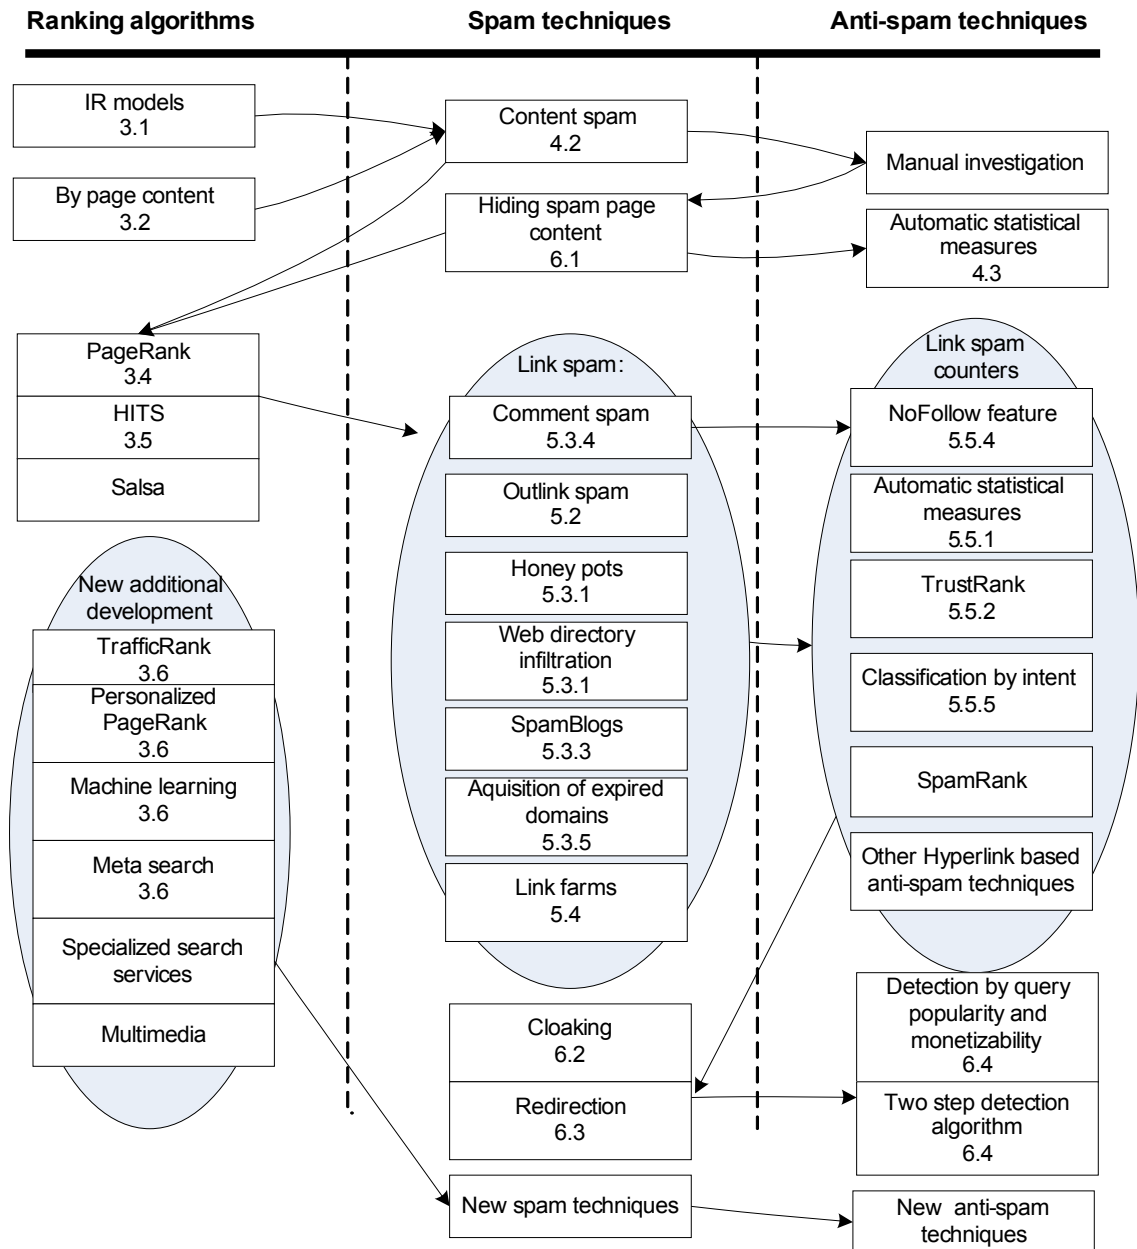 Ranking algorithms
Spam techniques
Anti-spam techniques
IR models
3.1
By page content
3.2
PageRank
3.4
HITS
3.5
Salsa
New additional
development
TrafficRank
3.6
Personalized
PageRank
3.6
Machine learning
3.6
Meta search
3.6
Specialized search
services
Multimedia
Content spam
4.2
Hiding spam page
content
6.1
Link spam:
Comment spam
5.3.4
Outlink spam
5.2
Honey pots
5.3.1
Web directory
infiltration
5.3.1
SpamBlogs
5.3.3
Aquisition of expired
domains
5.3.5
Link farms
5.4
Cloaking
6.2
Redirection
6.3
New spam techniques
Manual investigation
Automatic statistical
measures
4.3
Link spam
counters
NoFollow feature
5.5.4
Automatic statistical
measures
5.5.1
TrustRank
5.5.2
Classification by intent
5.5.5
SpamRank
Other Hyperlink based
anti-spam techniques
Detection by query
popularity and
monetizability
6.4
Two step detection
algorithm
6.4
New anti-spam
techniques